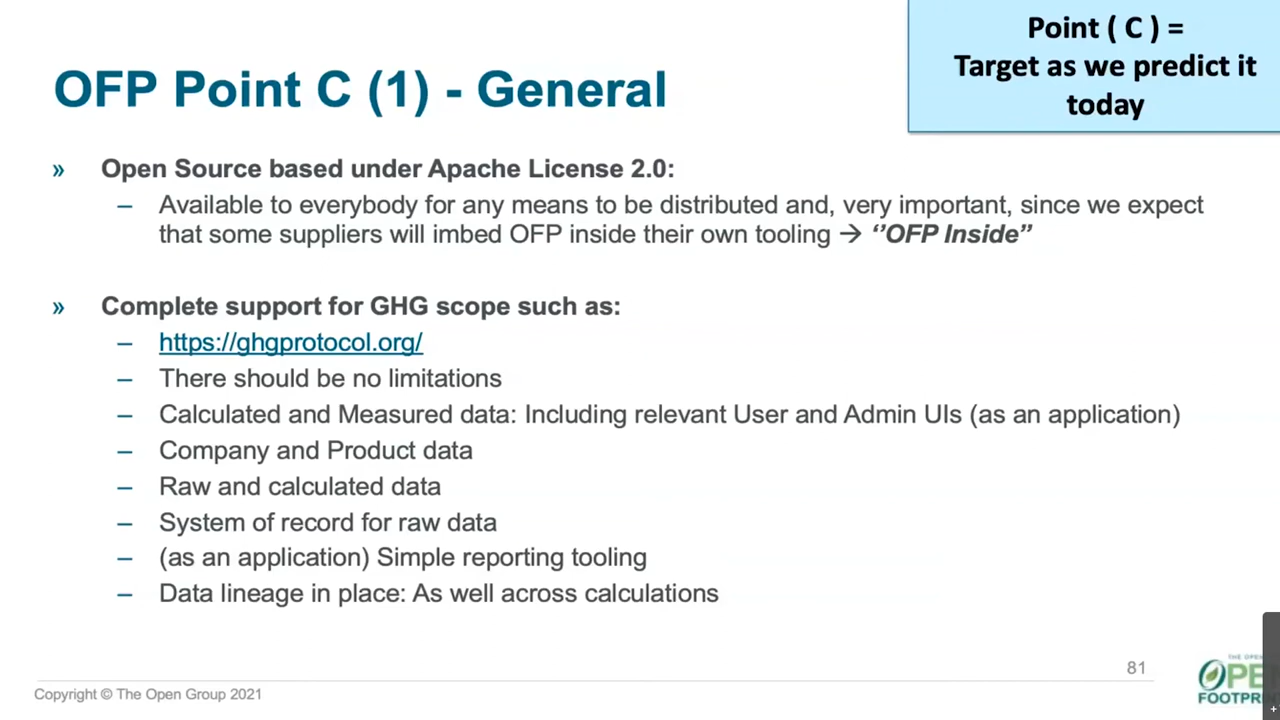 Point ( C ) =
Target as we predict it
today
OFP Point C (1) - General
» Open Source based under Apache License 2.0:
– Available to everybody for any means to be distributed and, very important, since we expect
that some suppliers will imbed OFP inside their own tooling → ‘’OFP Inside”
» Complete support for GHG scope such as:
– https://ghgprotocol.org/
– There should be no limitations
– Calculated and Measured data: Including relevant User and Admin UIs (as an application)
– Company and Product data
– Raw and calculated data
– System of record for raw data
– (as an application) Simple reporting tooling
– Data lineage in place: As well across calculations
81
Copyright © The Open Group 2021
THE OPE
OPE
FOOTPRI
+